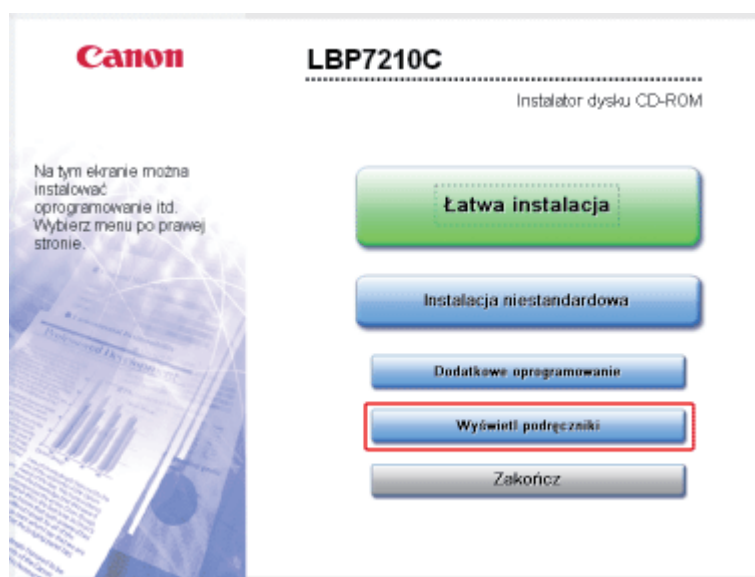 Canon
LBP7210C
Instalator dysku CD-ROM
Na tym ekranie można
instalować
oprogramowanie itd.
Wybierz menu po prawej
stronie.
Łatwa instalacja
Instalacja niestandardowa
Dodatkowe oprogramowanie
Wyświetl podręczniki
Zakończ